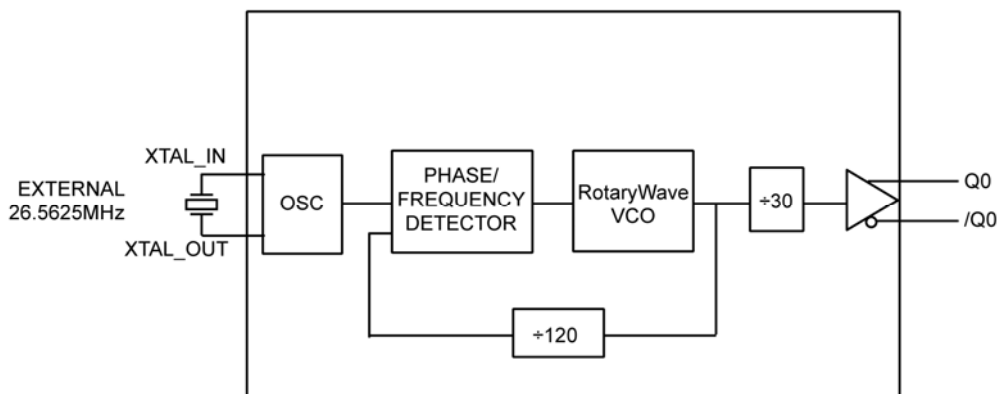 XTAL_IN
EXTERNAL
26.5625MHz
XTAL_OUT
OSC
PHASE/
FREQUENCY
DETECTOR
RotaryWave
VCO
÷30
Q0
/Q0
÷120